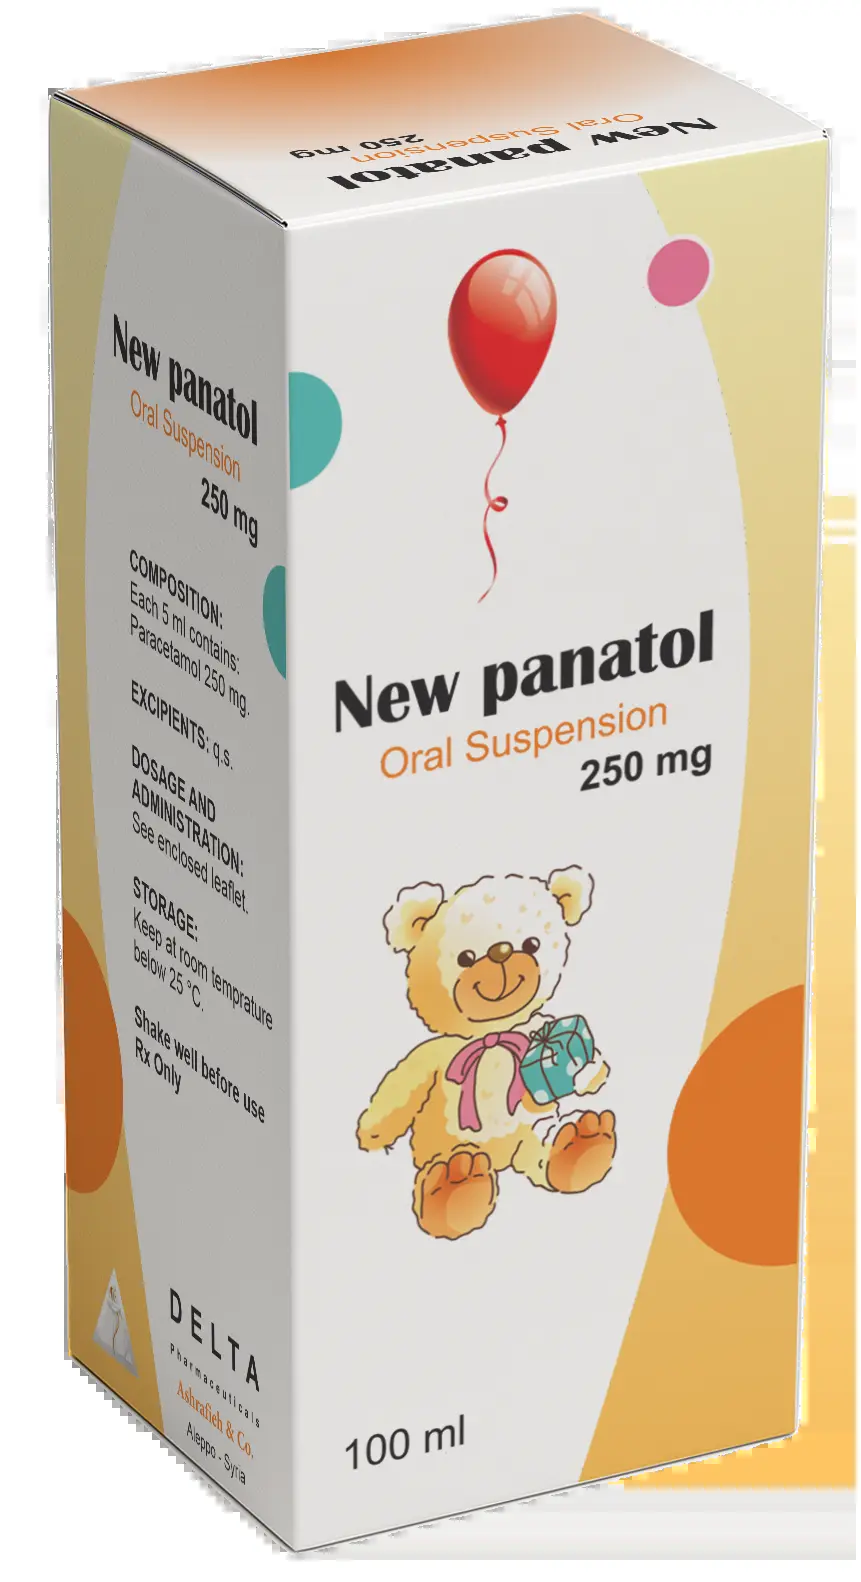 New panatol
Oral Suspension
250 mg
New panatol
Oral Suspension
250 mg
COMPOSITION:
Each 5 ml contains:
Paracetamol 250 mg.
EXCIPIENTS: q.s.
DOSAGE AND
ADMINISTRATION:
See enclosed leaflet.
STORAGE:
Keep at room temprature
below 25 °C.
Shake well before use
Rx Only
DELTA
Pharmaceuticals
Ashrafieh & Co.
Aleppo - Syria
New panatol
Oral Suspension
250 mg
100 ml